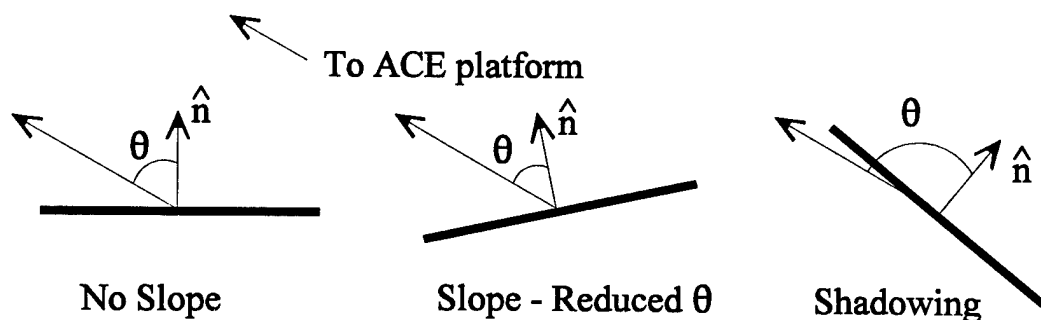 To ACE platform
θ n̂
θ n̂
θ n̂
No Slope
Slope - Reduced θ
Shadowing